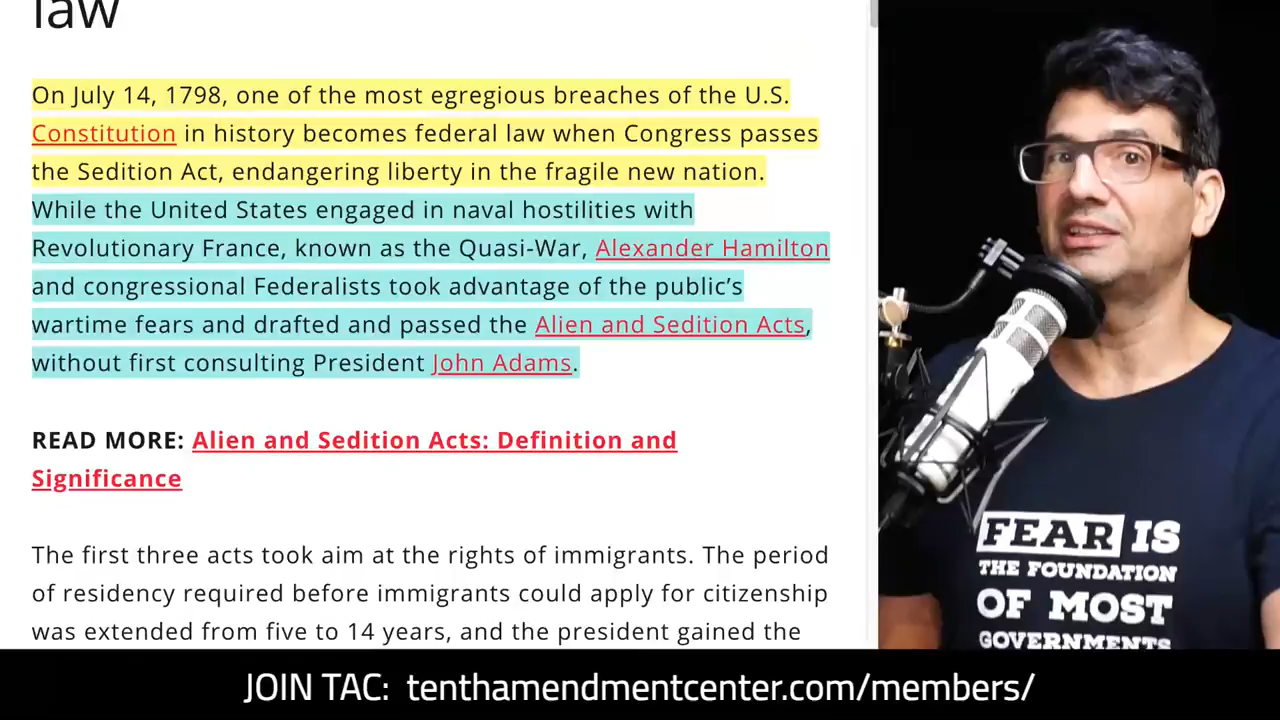 law
On July 14, 1798, one of the most egregious breaches of the U.S.
Constitution in history becomes federal law when Congress passes
the Sedition Act, endangering liberty in the fragile new nation.
While the United States engaged in naval hostilities with
Revolutionary France, known as the Quasi-War, Alexander Hamilton
and congressional Federalists took advantage of the public’s
wartime fears and drafted and passed the Alien and Sedition Acts,
without first consulting President John Adams.
READ MORE: Alien and Sedition Acts: Definition and
Significance
The first three acts took aim at the rights of immigrants. The period
of residency required before immigrants could apply for citizenship
was extended from five to 14 years, and the president gained the
FEAR IS
THE FOUNDATION
OF MOST
GOVERNMENTS
JOIN TAC: tenthamendmentcenter.com/members/